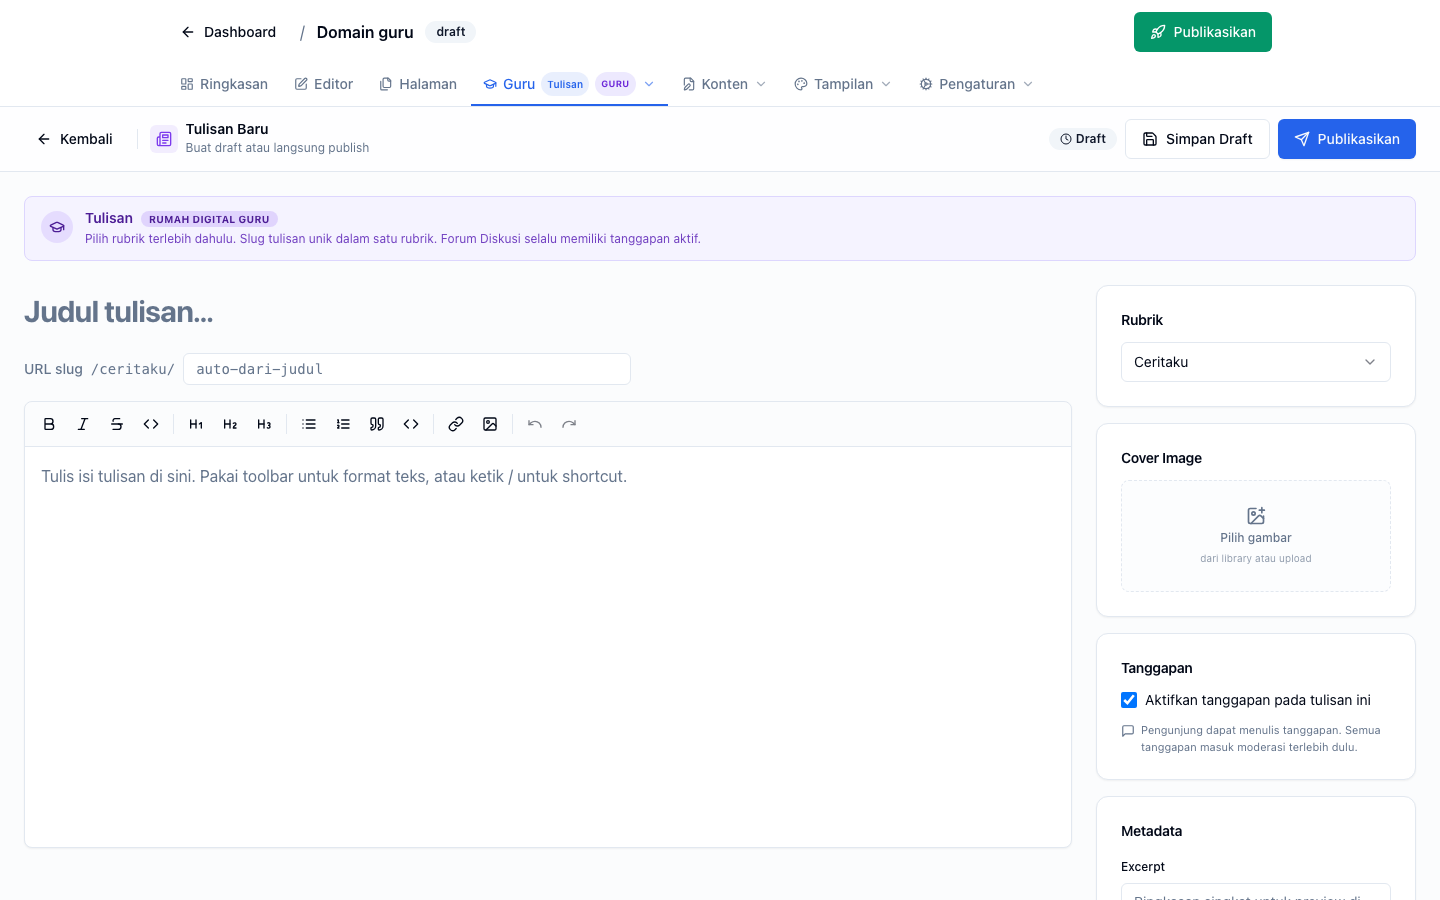 Dashboard / Domain guru draft Publikasikan
Ringkasan Editor Halaman Guru Tulisan GURU Konten Tampilan Pengaturan
Kembali
Tulisan Baru
Buat draft atau langsung publish
Draft Simpan Draft Publikasikan
Tulisan RUMAH DIGITAL GURU
Pilih rubrik terlebih dahulu. Slug tulisan unik dalam satu rubrik. Forum Diskusi selalu memiliki tanggapan aktif.
Judul tulisan...
URL slug /ceritaku/ auto-dari-judul
H1 H2 H3
Tulis isi tulisan di sini. Pakai toolbar untuk format teks, atau ketik / untuk shortcut.
Rubrik
Ceritaku
Cover Image
Pilih gambar
dari library atau upload
Tanggapan
Aktifkan tanggapan pada tulisan ini
Pengunjung dapat menulis tanggapan. Semua
tanggapan masuk moderasi terlebih dulu.
Metadata
Excerpt
Ringkasan singkat untuk preview di